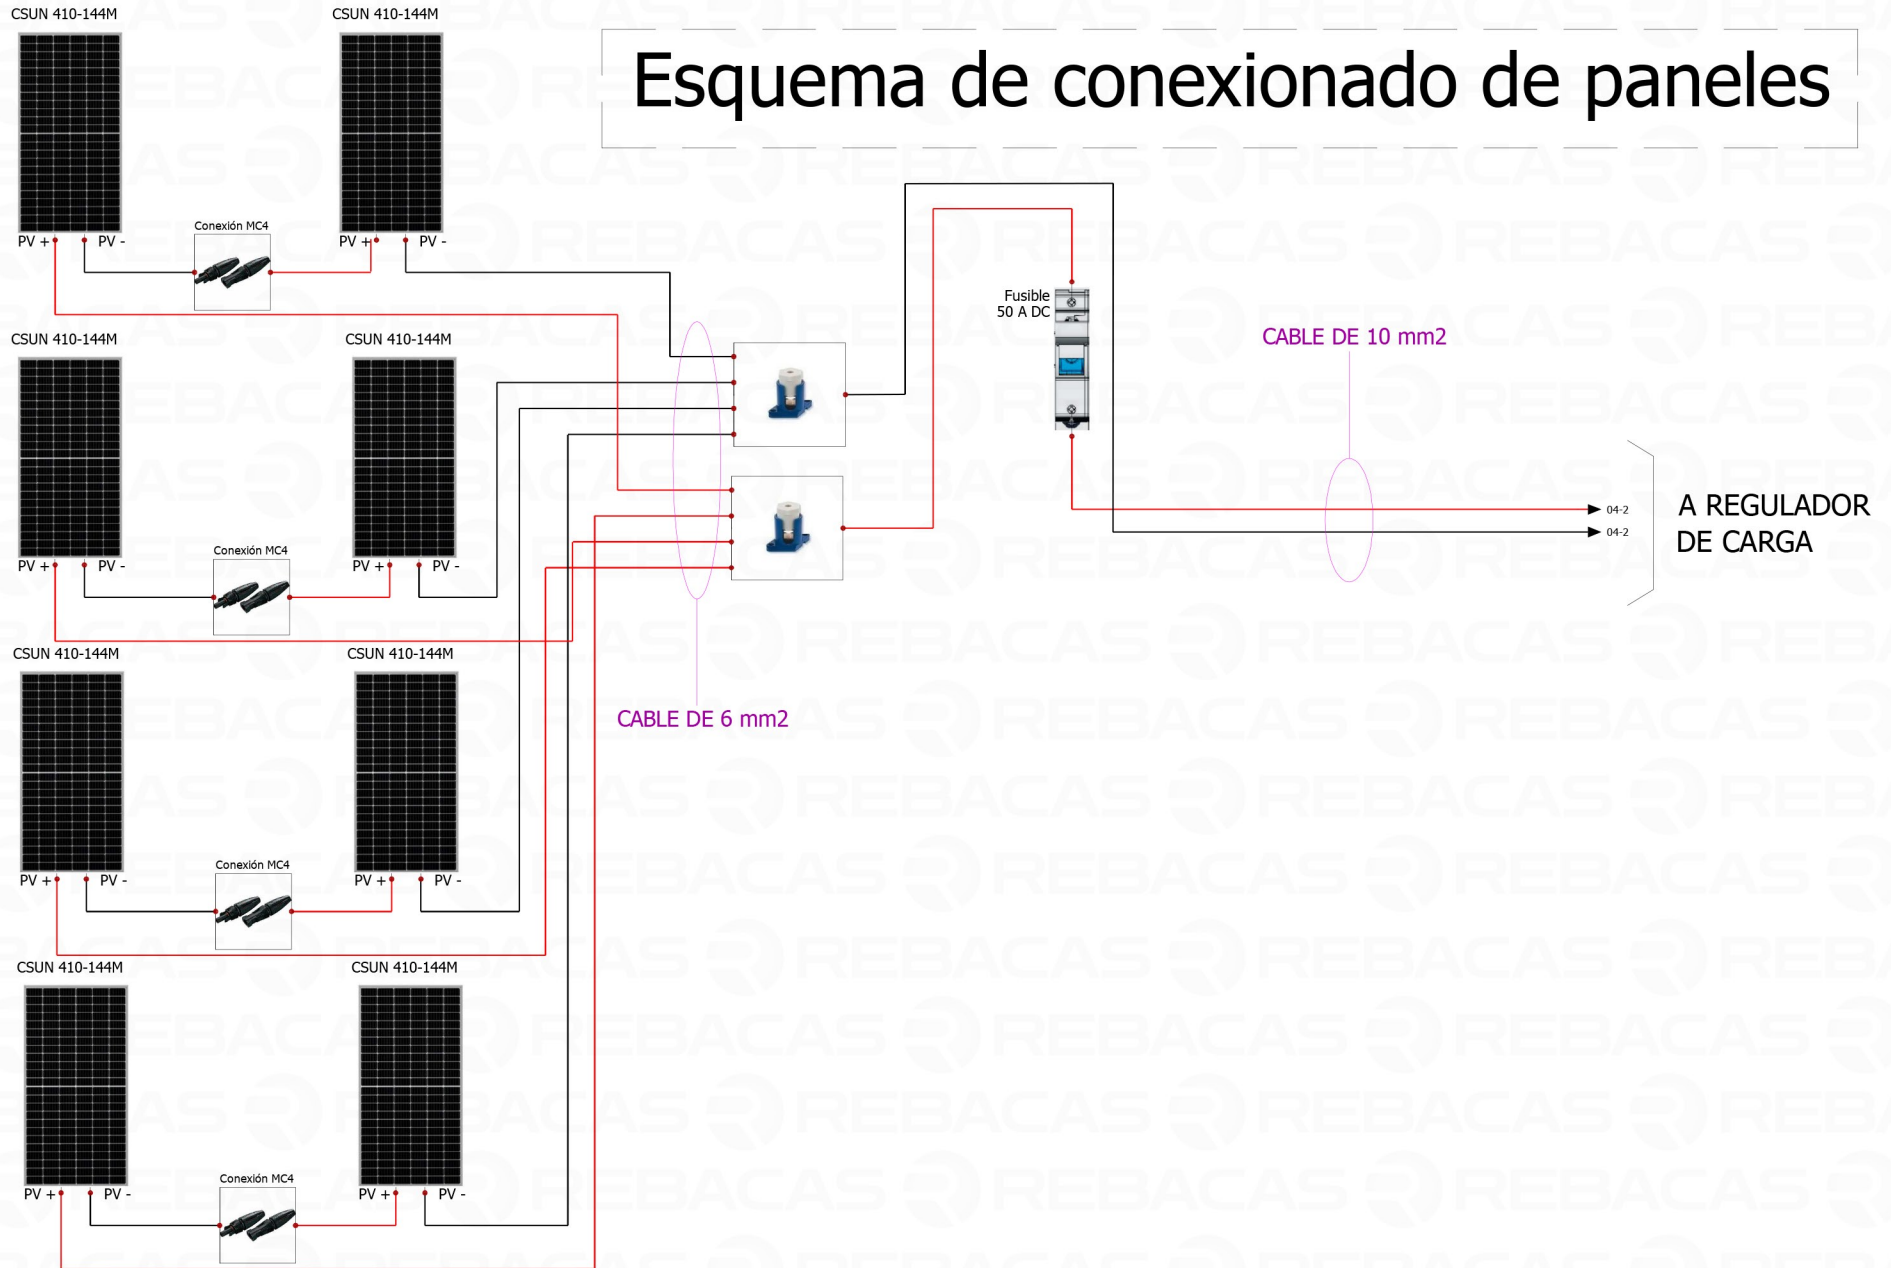 CSUN 410-144M
CSUN 410-144M
Esquema de conexionado de paneles
Conexión MC4
PV +
PV -
PV +
PV -
Fusible
50 A DC
CSUN 410-144M
CSUN 410-144M
CABLE DE 10 mm2
A REGULADOR
DE CARGA
04-2
04-2
Conexión MC4
PV +
PV -
PV +
PV -
CSUN 410-144M
CSUN 410-144M
CABLE DE 6 mm2
Conexión MC4
PV +
PV -
PV +
PV -
CSUN 410-144M
CSUN 410-144M
Conexión MC4
PV +
PV -
PV +
PV -
REBACAS